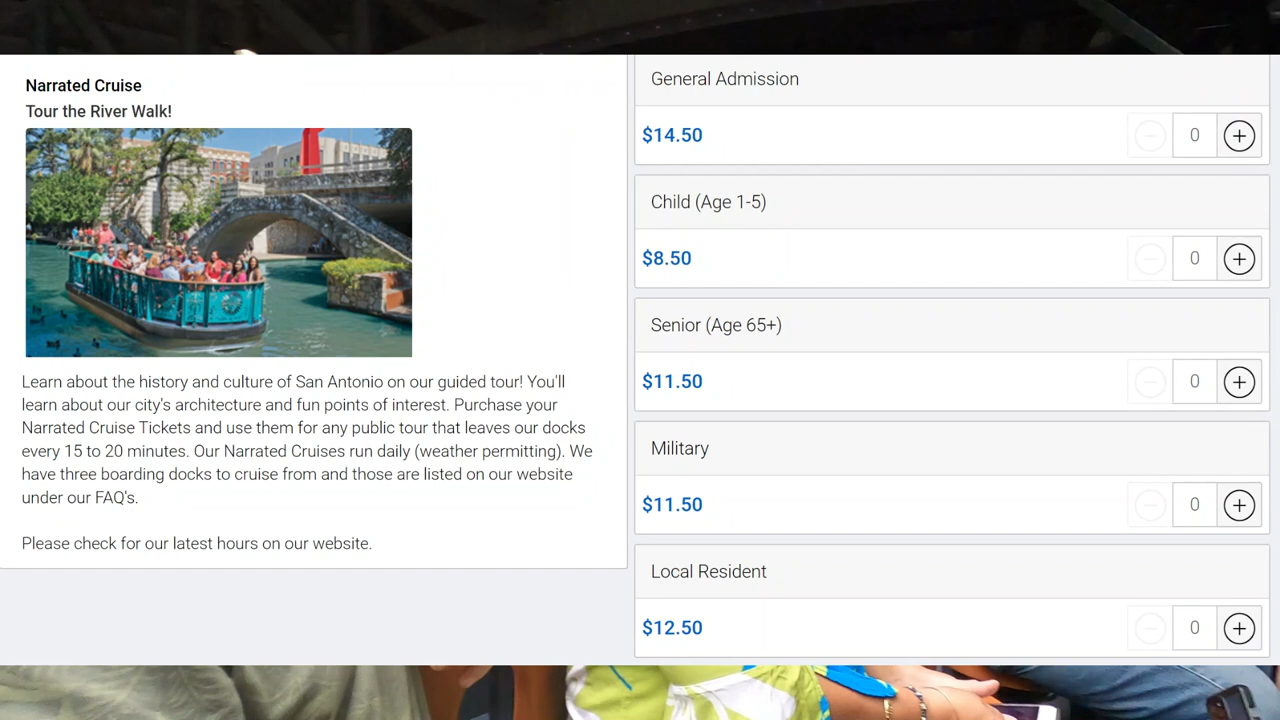 Narrated Cruise
Tour the River Walk!
Learn about the history and culture of San Antonio on our guided tour! You'll
learn about our city's architecture and fun points of interest. Purchase your
Narrated Cruise Tickets and use them for any public tour that leaves our docks
every 15 to 20 minutes. Our Narrated Cruises run daily (weather permitting). We
have three boarding docks to cruise from and those are listed on our website
under our FAQ's.
Please check for our latest hours on our website.
General Admission
$14.50
0
Child (Age 1-5)
$8.50
0
Senior (Age 65+)
$11.50
0
Military
$11.50
0
Local Resident
$12.50
0